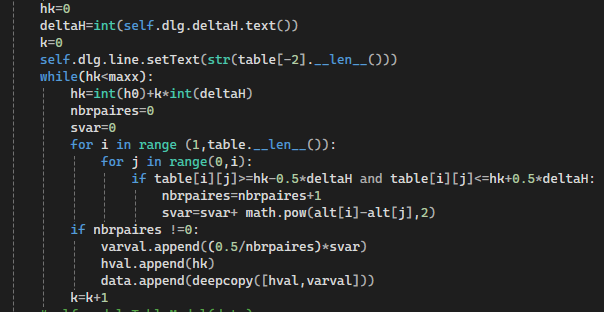 hk=0
deltaH=int(self.dlg.deltaH.text())
k=0
self.dlg.line.setText(str(table[-2].__len__()))
while(hk<maxx):
hk=int(h0)+k*int(deltaH)
nbrpaires=0
svar=0
for i in range (1,table.__len__()):
for j in range(0,i):
if table[i][j]>=hk-0.5*deltaH and table[i][j]<=hk+0.5*deltaH:
nbrpaires=nbrpaires+1
svar=svar+ math.pow(alt[i]-alt[j],2)
if nbrpaires !=0:
varval.append((0.5/nbrpaires)*svar)
hval.append(hk)
data.append(deepcopy([hval,varval]))
k=k+1